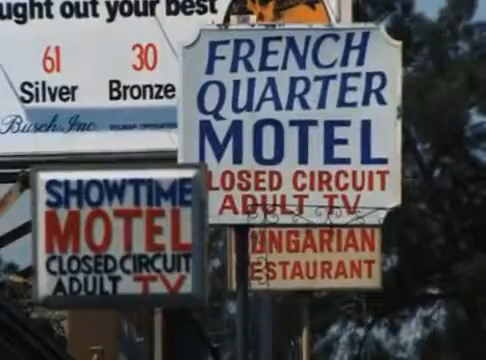 ught out your best
61 30
Silver Bronze
Busch, Inc.
FRENCH
QUARTER
MOTEL
LOSED CIRCUIT
ADULT TV
UNGARIAN
ESTAURANT
SHOWTIME
MOTEL
CLOSED CIRCUIT
ADULT TV